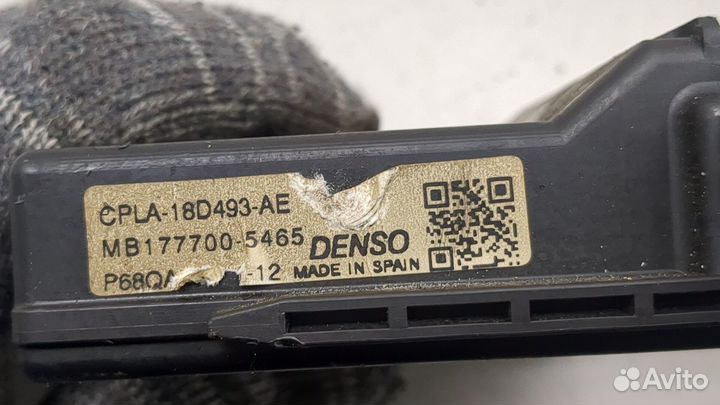 CPLA-18D493-AE
MB177700-5465 DENSO
-12 MADE IN SPAIN
Avito